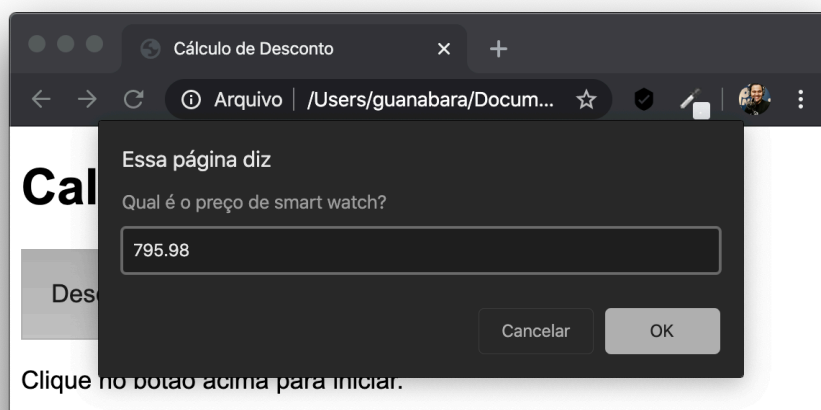 Cálculo de Desconto
Arquivo /Users/guanabara/Docum...
Essa página diz
Qual é o preço de smart watch?
795.98
Cancelar OK
Cal
Desc
Clique no botão acima para iniciar.